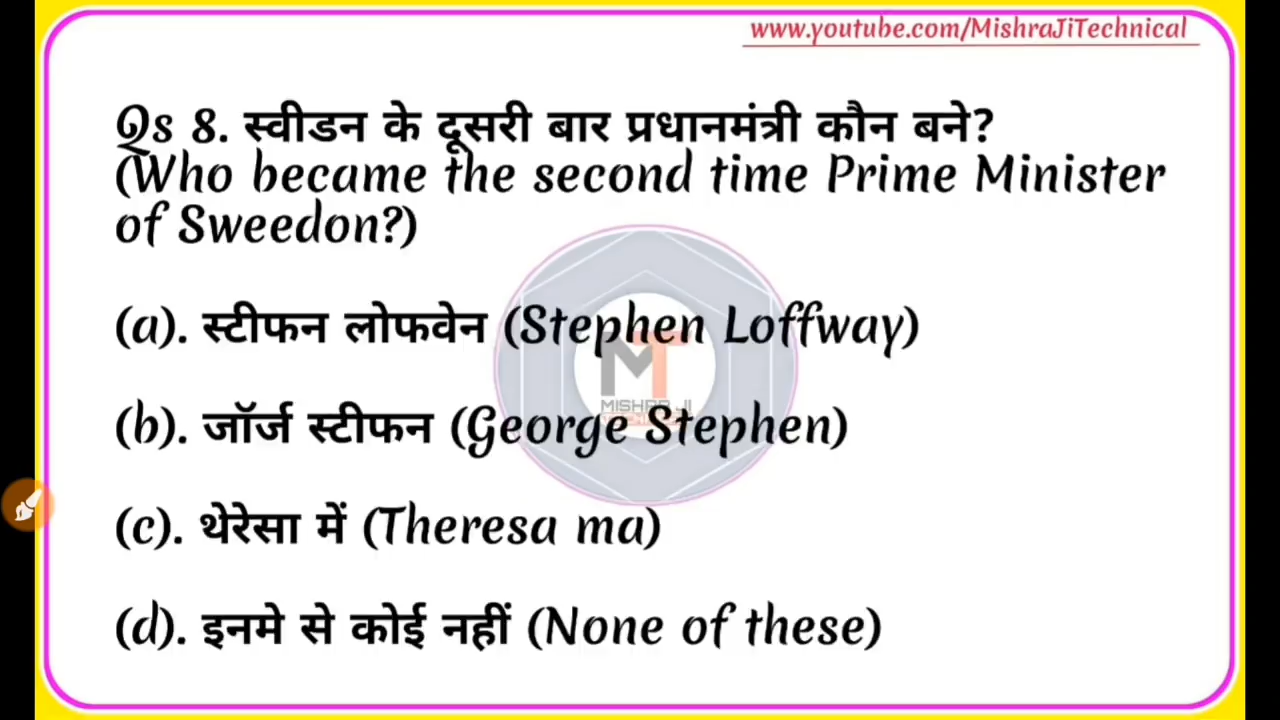 www.youtube.com/MishraJiTechnical
Qs 8. स्वीडन के दूसरी बार प्रधानमंत्री कौन बने?
(Who became the second time Prime Minister
of Sweedon?)
(a). स्टीफन लोफवेन (Stephen Loffway)
MT
MISHRA JI
(b). जॉर्ज स्टीफन (George Stephen)
(c). थेरेसा में (Theresa ma)
(d). इनमे से कोई नहीं (None of these)